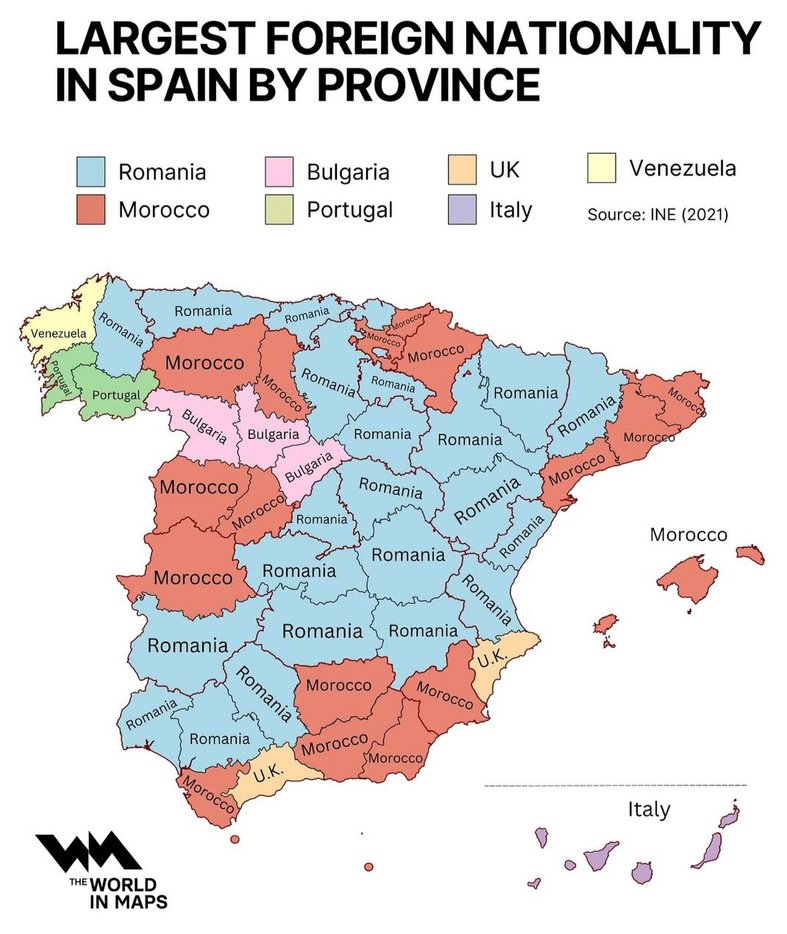 LARGEST FOREIGN NATIONALITY
IN SPAIN BY PROVINCE
Romania
Bulgaria
UK
Venezuela
Morocco
Portugal
Italy
Source: INE (2021)
Venezuela
Romania
Romania
Romania
Morocco
Morocco
Morocco
Portugal
Portugal
Morocco
Morocco
Romania
Romania
Romania
Romania
Morocco
Bulgaria
Bulgaria
Romania
Romania
Morocco
Bulgaria
Morocco
Morocco
Morocco
Romania
Romania
Romania
Romania
Morocco
Morocco
Romania
Romania
Romania
Romania
Romania
Romania
U.K.
Romania
Morocco
Morocco
Romania
Romania
Morocco
Morocco
U.K.
Morocco
Italy
WM
THE WORLD
IN MAPS